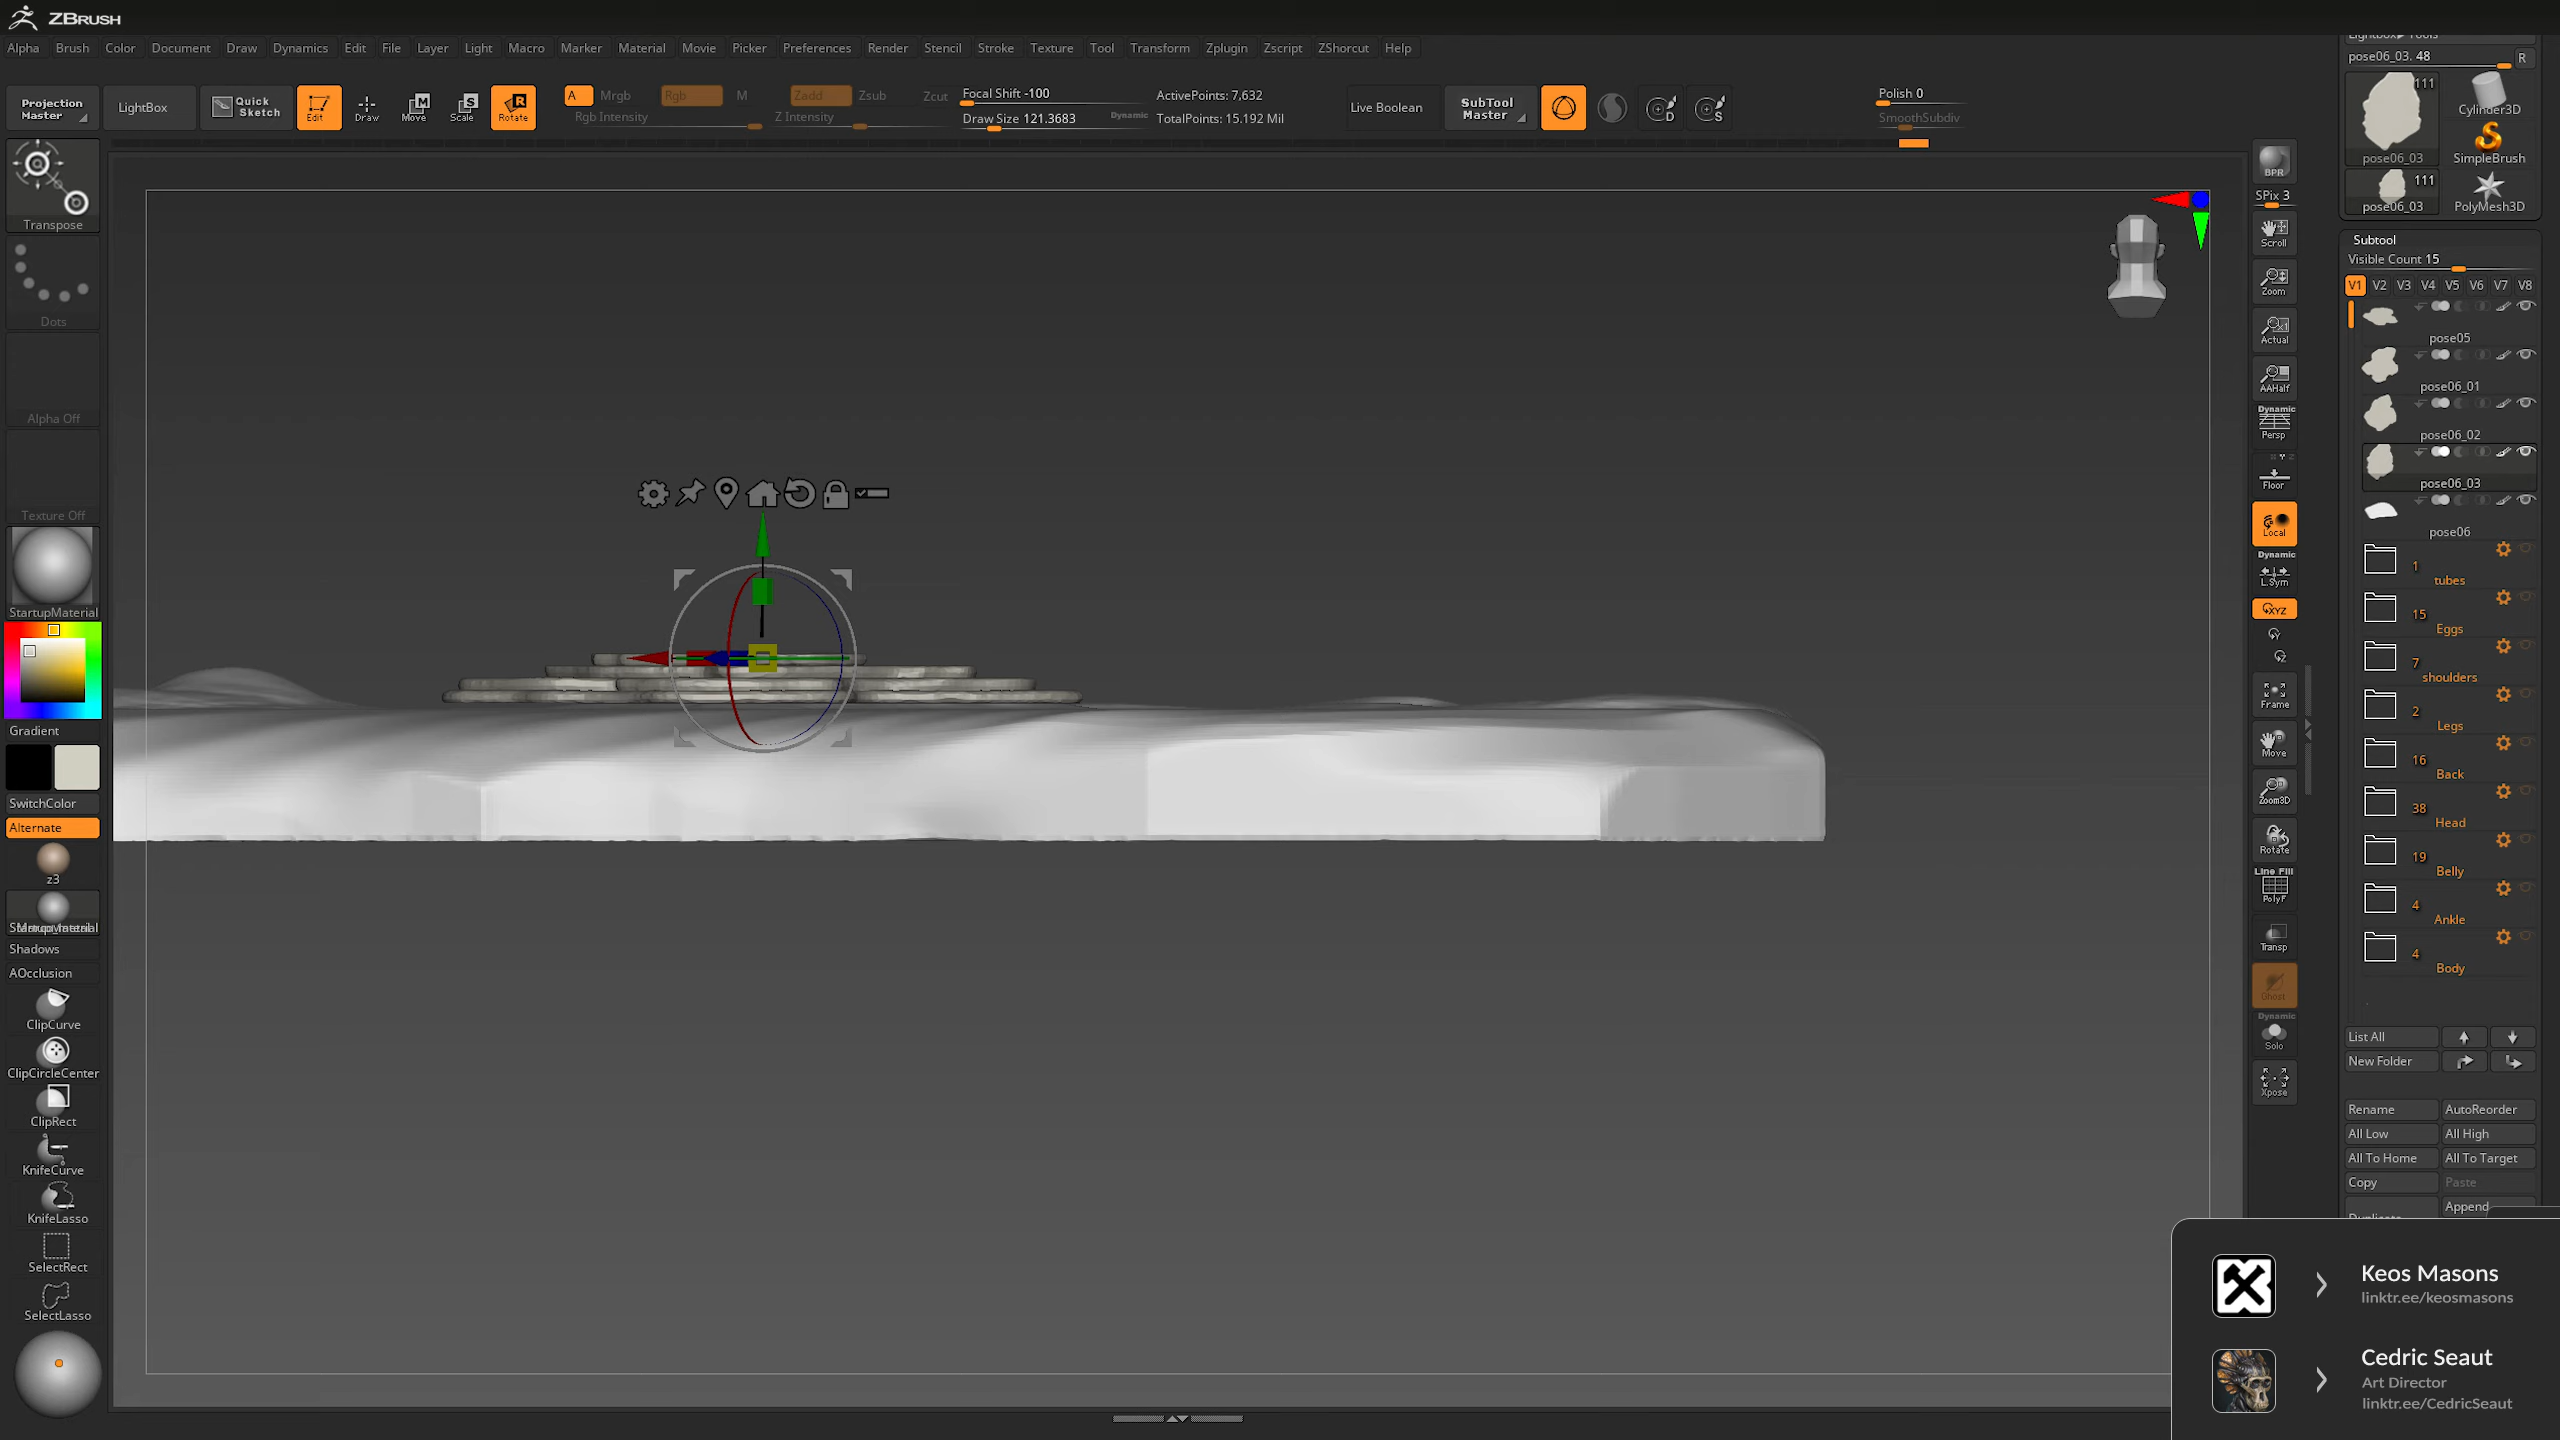 ZBRUSH
Alpha Brush Color Document Draw Dynamics Edit File Layer Light Macro Marker Material Movie Picker Preferences Render Stencil Stroke Texture Tool Transform Zplugin Zscript ZShorcut Help
Projection Master
LightBox
Quick Sketch
Edit
Draw
M
Move
S
Scale
R
Rotate
A Mrgb Rgb M Zadd Zsub Zcut
Rgb Intensity Z Intensity
Focal Shift -100
Draw Size 121.3683 Dynamic
ActivePoints: 7,632
TotalPoints: 15.192 Mil
Live Boolean
SubTool Master
D
S
Polish 0
SmoothSubdiv
Transpose
Dots
Alpha Off
Texture Off
StartupMaterial
Gradient
SwitchColor
Alternate
z3
Shadows
AOcclusion
ClipCurve
ClipCircleCenter
ClipRect
KnifeCurve
KnifeLasso
SelectRect
SelectLasso
BPR
SPix 3
Scroll
Zoom
Actual
AAHalf
Dynamic
Persp
Floor
Local
Dynamic
L.Sym
XYZ
Y
Z
Frame
Move
Zoom3D
Rotate
Line Fill
PolyF
Transp
Ghost
Dynamic
Solo
Xpose
Lightbox▶Tools
pose06_03. 48 R
111
pose06_03
Cylinder3D
SimpleBrush
111
pose06_03
PolyMesh3D
Subtool
Visible Count 15
V1 V2 V3 V4 V5 V6 V7 V8
pose05
pose06_01
pose06_02
pose06_03
pose06
1
tubes
15
Eggs
7
shoulders
2
Legs
16
Back
38
Head
19
Belly
4
Ankle
4
Body
List All
New Folder
Rename AutoReorder
All Low All High
All To Home All To Target
Copy Paste
Append
Keos Masons
linktr.ee/keosmasons
Cedric Seaut
Art Director
linktr.ee/CedricSeaut